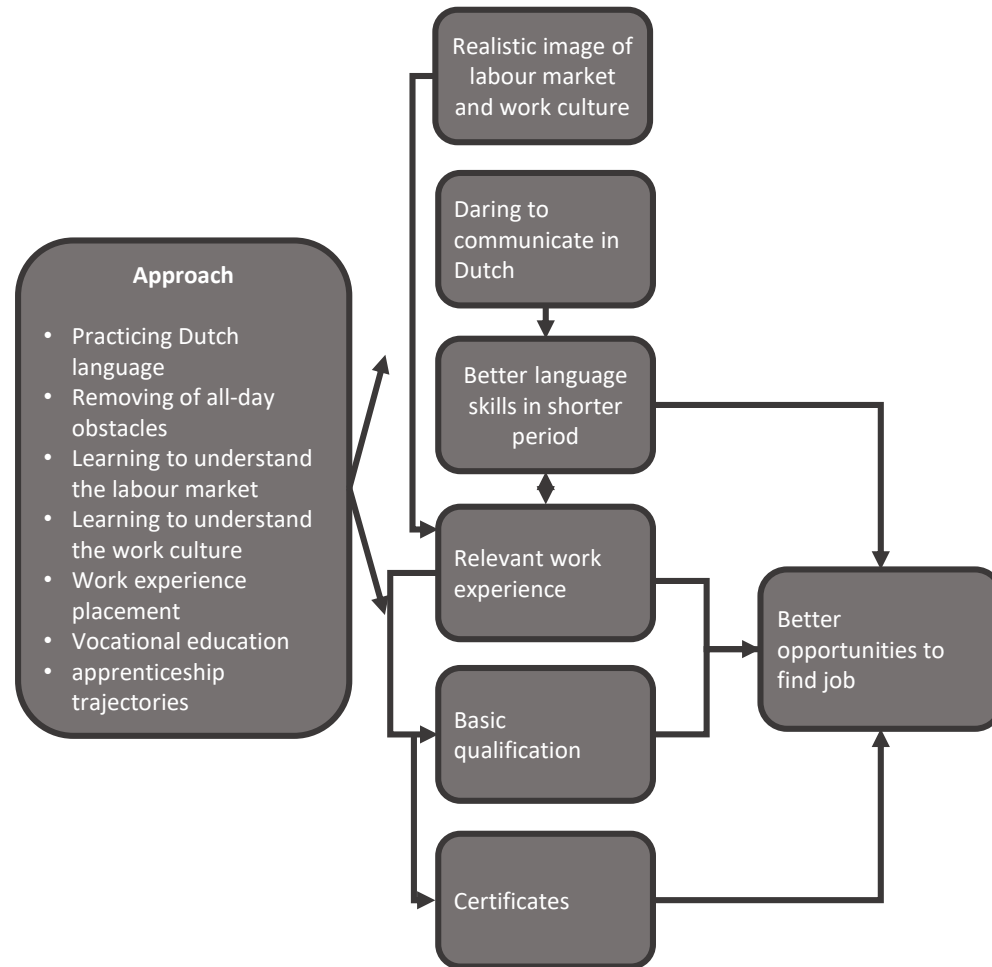 Realistic image of
labour market
and work culture
Daring to
communicate in
Dutch
Approach
• Practicing Dutch
language
• Removing of all-day
obstacles
• Learning to understand
the labour market
• Learning to understand
the work culture
• Work experience
placement
• Vocational education
• apprenticeship
trajectories
Better language
skills in shorter
period
Relevant work
experience
Better
opportunities to
find job
Basic
qualification
Certificates